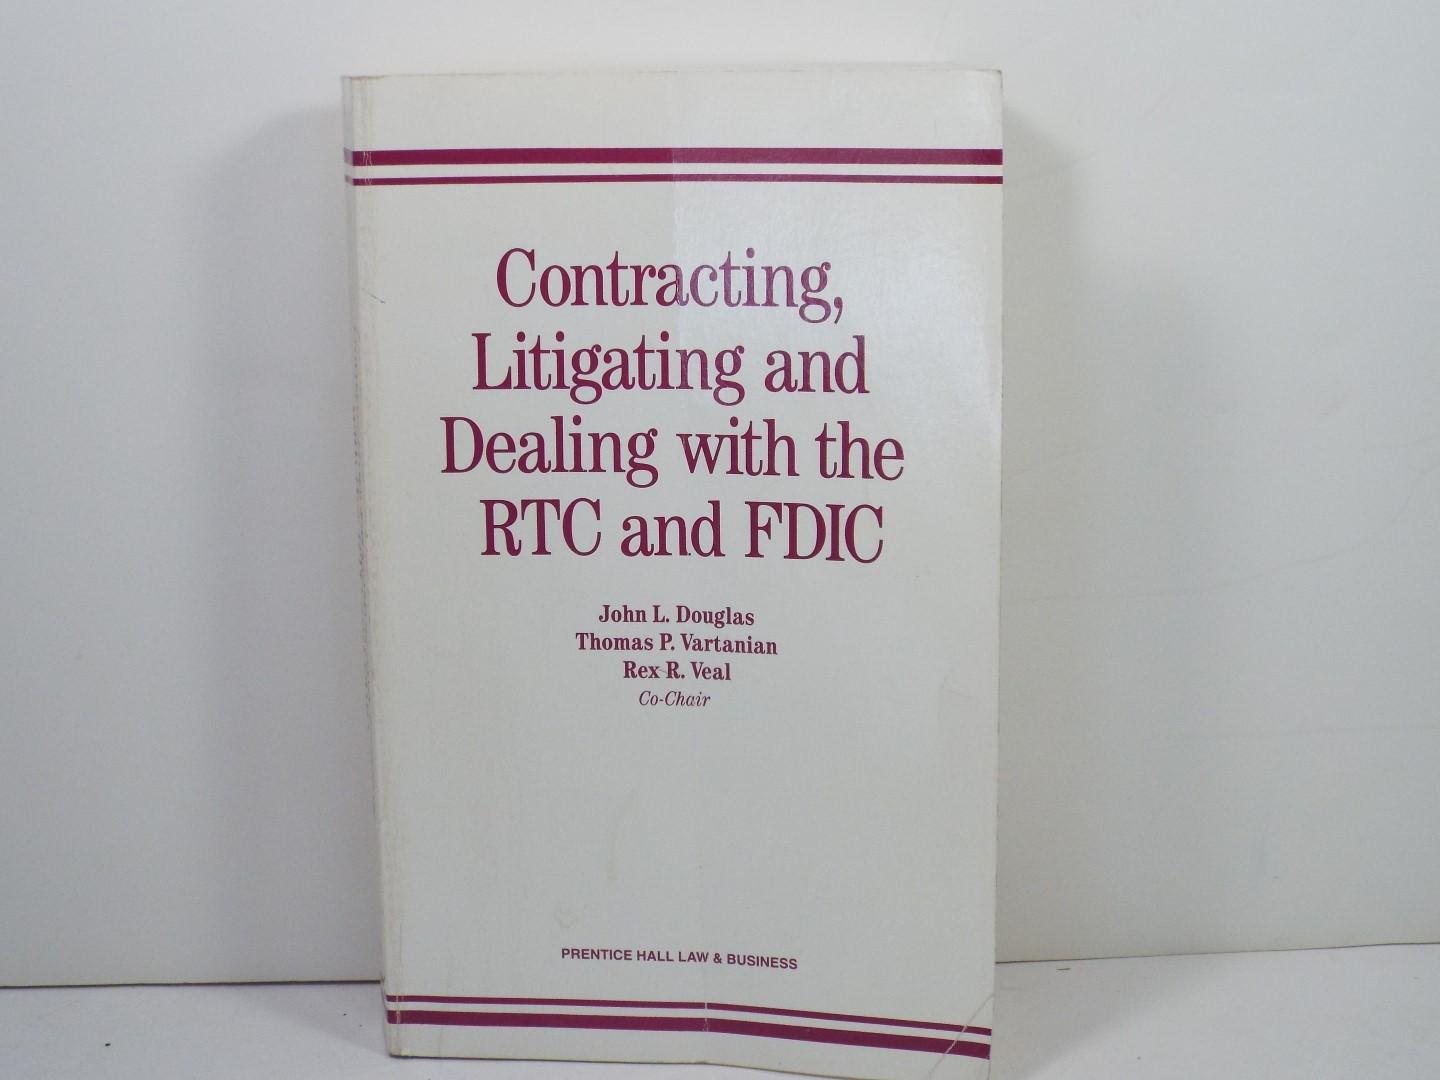 Contracting,
Litigating and
Dealing with the
RTC and FDIC
John L. Douglas
Thomas P. Vartanian
Rex R. Veal
Co-Chair
PRENTICE HALL LAW & BUSINESS